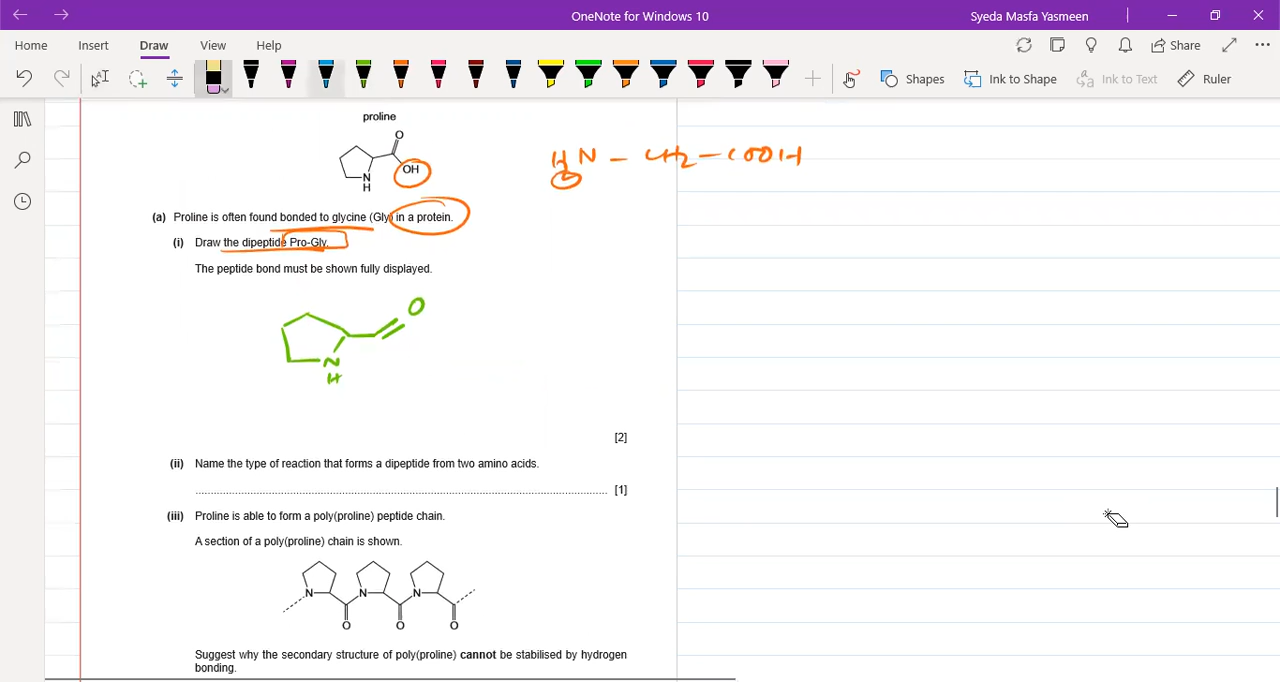 OneNote for Windows 10
Syeda Masfa Yasmeen
Home Insert Draw View Help
Share
Shapes Ink to Shape Ink to Text Ruler
proline
O
OH
N
H
H2N - CH2 - COOH
(a) Proline is often found bonded to glycine (Gly) in a protein.
(i) Draw the dipeptide Pro-Gly.
The peptide bond must be shown fully displayed.
O
N
H
[2]
(ii) Name the type of reaction that forms a dipeptide from two amino acids.
[1]
(iii) Proline is able to form a poly(proline) peptide chain.
A section of a poly(proline) chain is shown.
N N N
O O O
Suggest why the secondary structure of poly(proline) cannot be stabilised by hydrogen
bonding.